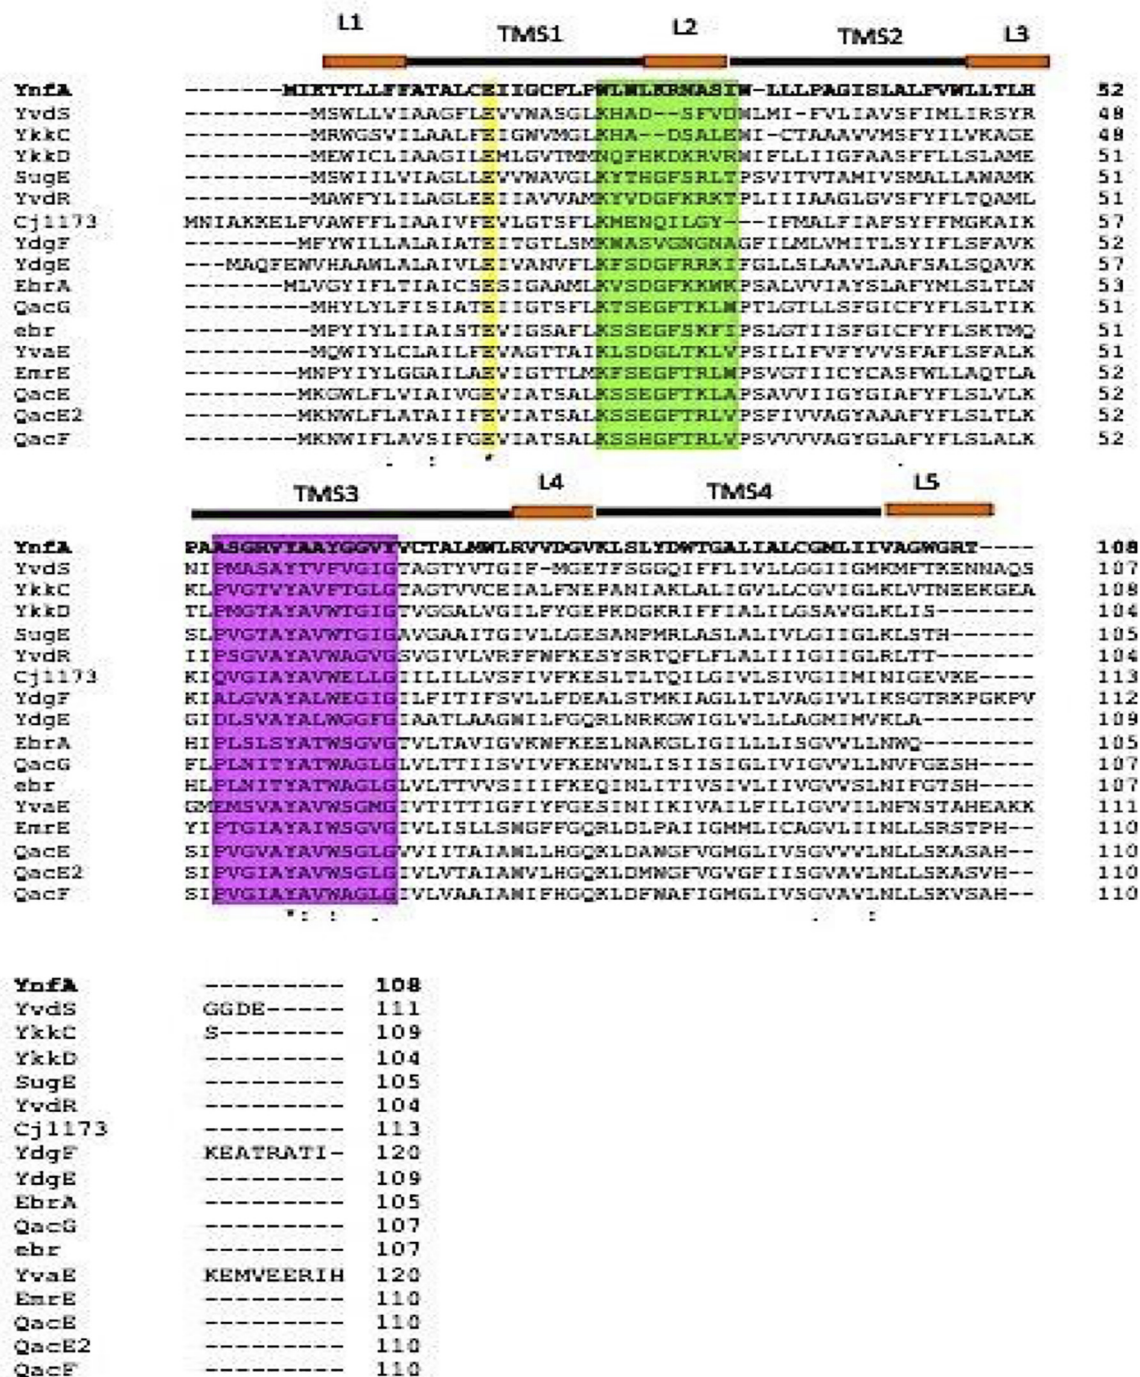 L1 TMS1 L2 TMS2 L3
YnfA --------MIKTTLLFFATALCEIIGCFLPWLWLKRNASIW-LLLPAGISLALFVWLLTLH 52
YvdS --------MSWLLVIAAGFLEVVWASGLKHAD--SFVDWLMI-FVLIAVSFIMLIRSYR 48
YkkC --------MRWGSVILAALFEIGWVMGLKHA--DSALEWI-CTAAAVVSFYILVKAGE 48
YkkD --------MEWICLIAAGILEMLGVTMMNQFHKDKRVRWIFLLIIGFAASFFLLSLAME 51
SugE --------MSWIILVIAGLLEVVWAVGLKYTHGFSRLTPSVITVTAMIVSMALLAWAMK 51
YvdR --------MAWFYLILAGLEEIIAVVAMKYVDGFKRKTPLIIIAAGLGVSFYFLTQAML 51
Cj1173 MNIAKKELFVAWFFLIAAIVFEVLGTSFLKMENQILGY---IFMALFIAFSYFFMGKAIK 57
YdgF --------MFYWILLALAIATEITGTLSMKWASVGNGNAGFILMLVMITLSYIFLSFAVK 52
YdgE ---MAQFEWVHAAWLALAIVLEIVANVFLKFSDGFRRKIFGLLSLAAVLAAFSALSQAVK 57
EbrA -------MLVGYIFLTIAICSESIGAAMLKVSDGFKKWKPSALVVIAYSLAFYMLSLTLN 53
QacG --------MHYLYLFISIATEIIGTSFLKTSEGFTKLWPTLGTLLSFGICFYFLSLTIK 51
ebr --------MPYIYLIIAISTEVIGSAFLKSSEGFSKFIPSLGTIISFGICFYFLSKTMQ 51
YvaE --------MQWIYLCLAILFEVAGTTAIKLSDGLTKLVPSILIFVFYVVSFAFLSFALK 51
EmrE --------MNPYIYLGGAILAEVIGTTLMKFSEGFTRLWPSVGTIICYCASFWLLAQTLA 52
QacE --------MKGWLFLVIAIVGEVIATSALKSSEGFTKLAPSAVVIIGYGIAFYFLSLVLK 52
QacE2 --------MKNWLFLATAIIFEVIATSALKSSEGFTRLVPSFIVVAGYAAAFYFLSLTLK 52
QacF --------MKNWIFLAVSIFGEVIATSALKSSHGFTRLVPSVVVVAGYGLAFYFLSLALK 52
. : * .
TMS3 L4 TMS4 L5
YnfA PAASGRVYAAYGGVYVCTALMWLRVVDGVKLSLYDWTGALIALCGMLIIVAGWGRT---- 108
YvdS NIPMASAYTVFVGIGTAGTYVTGIF-MGETFSGGQIFFLIVLLGGIIGMKMFTKENNAQS 107
YkkC KLPVGTVYAVFTGLGTAGTVVCEIALFNEPANIAKLALIGVLLCGVIGLKLVTNEEKGEA 108
YkkD TLPMGTAYAVWTGIGTVGGALVGILFYGEPKDGKRIFFIALILGSAVGLKLIS------- 104
SugE SLPVGTAYAVWTGIGAVGAAITGIVLLGESANPMRLASLALIVLGIIGLKLSTH------ 105
YvdR IIPSGVAYAVWAGVGSVGIVLVRFFWFKESYSRTQFLFLALIIIGIIGLRLTT------- 104
Cj1173 KIQVGVAYAVWELLGIILILLVSFIVFKESLTLTQILGIVLSIVGIIMINIGEVKE---- 113
YdgF KIALGVAYALWEGIGILFITIFSVLLFDEALSTMKIAGLLTLVAGIVLIKSGTRKPGKPV 112
YdgE GIDLSVAYALWGGFGIAATLAAGWILFGQRLNRKGWIGLVLLLAGMIMVKLA-------- 109
EbrA HIPLSLSYATWSGVGTVLTAVIGVKWFKEELNAKGLIGILLLISGVVLLNWQ------- 105
QacG FLPLNITYATWAGLGLVLTTIISVIVFKENVNLISIISIGLIVIGVVLLNVFGESH---- 107
ebr HLPLNITYATWAGLGLVLTTVVSIIIFKEQINLITIVSIVLIIVGVVSLNIFGTSH---- 107
YvaE GMEMSVAYAVWSGMGIVTITTIGFIYFGESINIIKIVAILFILIGVVILNFNSTAHEAKK 111
EmrE YIPTGIAYAIWSGVGIVLISLLSWGFFGQRLDLPAIIGMMLICAGVLIINLLSRSTPH-- 110
QacE SIPVGVAYAVWSGLGVVIITAIAWLLHGQKLDAWGFVGMGLIVSGVVVLNLLSKASAH-- 110
QacE2 SIPVGIAYAVWSGLGIVLVTAIAWVLHGQKLDMWGFVGVGFIISGVAVLNLLSKASVH-- 110
QacF SIPVGIAYAVWAGLGIVLVAAIAWIFHGQKLDFWAFIGMGLIVSGVAVLNLLSKVSAH-- 110
*: : . . :
YnfA --------- 108
YvdS GGDE----- 111
YkkC S-------- 109
YkkD --------- 104
SugE --------- 105
YvdR --------- 104
Cj1173 --------- 113
YdgF KEATRATI- 120
YdgE --------- 109
EbrA --------- 105
QacG --------- 107
ebr --------- 107
YvaE KEMVEERIH 120
EmrE --------- 110
QacE --------- 110
QacE2 --------- 110
QacF --------- 110